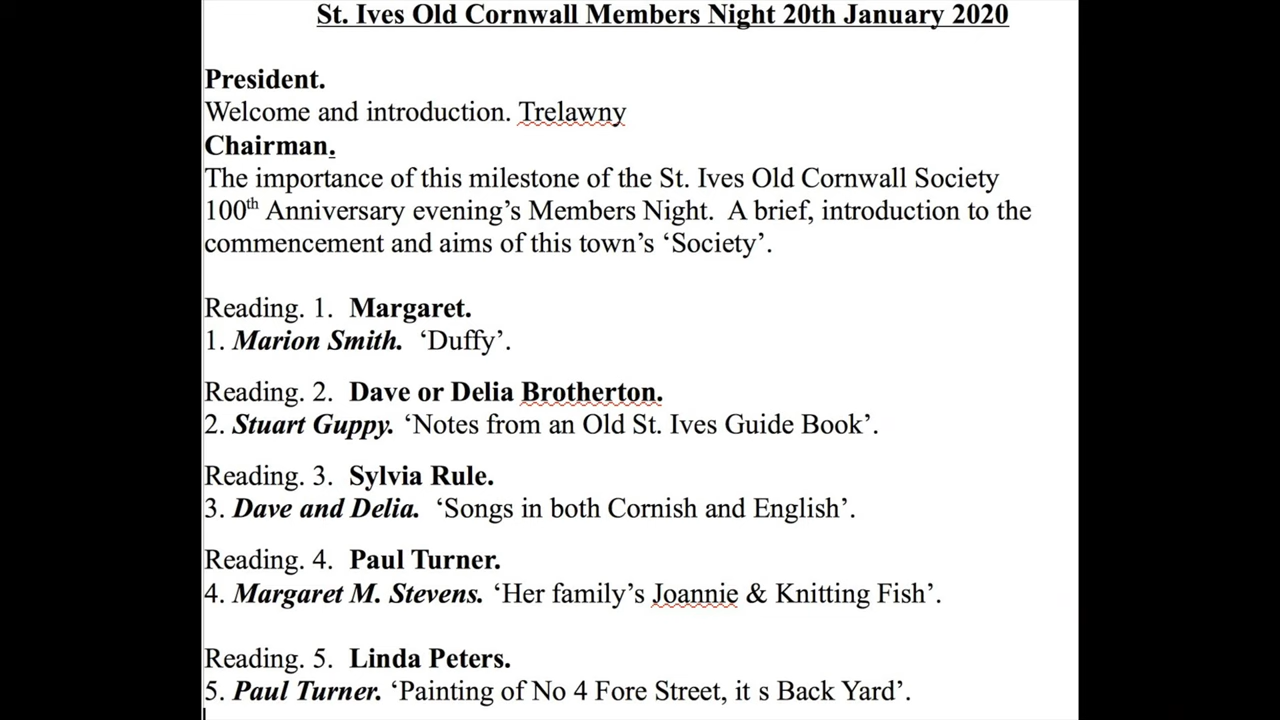 St. Ives Old Cornwall Members Night 20th January 2020
President.
Welcome and introduction. Trelawny
Chairman.
The importance of this milestone of the St. Ives Old Cornwall Society
100th Anniversary evening’s Members Night.  A brief, introduction to the
commencement and aims of this town’s ‘Society’.
Reading. 1.  Margaret.
1. Marion Smith.  ‘Duffy’.
Reading. 2.  Dave or Delia Brotherton.
2. Stuart Guppy. ‘Notes from an Old St. Ives Guide Book’.
Reading. 3.  Sylvia Rule.
3. Dave and Delia.  ‘Songs in both Cornish and English’.
Reading. 4.  Paul Turner.
4. Margaret M. Stevens. ‘Her family’s Joannie & Knitting Fish’.
Reading. 5.  Linda Peters.
5. Paul Turner. ‘Painting of No 4 Fore Street, it s Back Yard’.